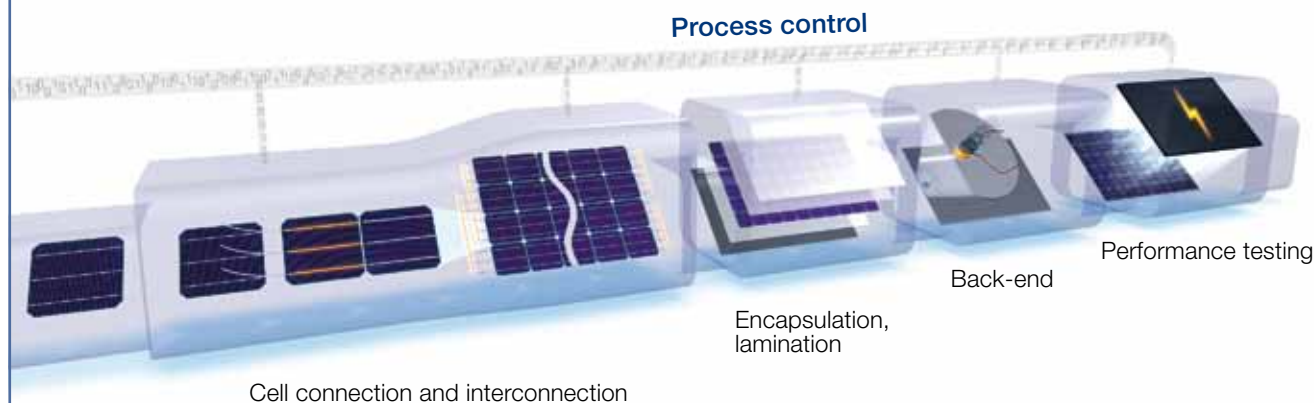 Process control
Performance testing
Back-end
Encapsulation,
lamination
Cell connection and interconnection